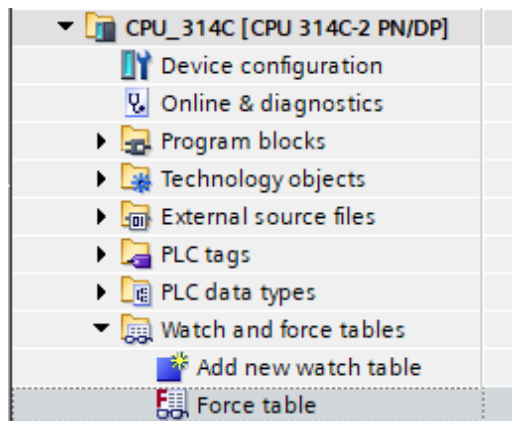 CPU_314C [CPU 314C-2 PN/DP]
Device configuration
Online & diagnostics
Program blocks
Technology objects
External source files
PLC tags
PLC data types
Watch and force tables
Add new watch table
Force table